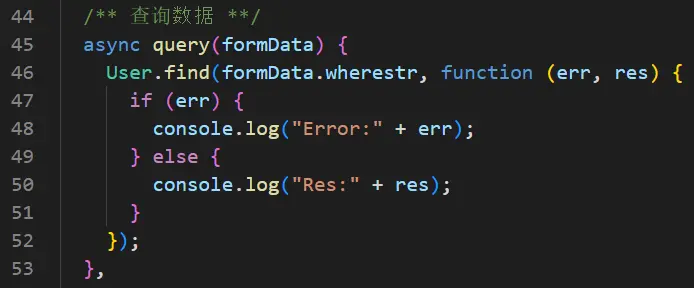 44 /** 查询数据 **/
45 async query(formData) {
46 User.find(formData.wherestr, function (err, res) {
47 if (err) {
48 console.log("Error:" + err);
49 } else {
50 console.log("Res:" + res);
51 }
52 });
53 },